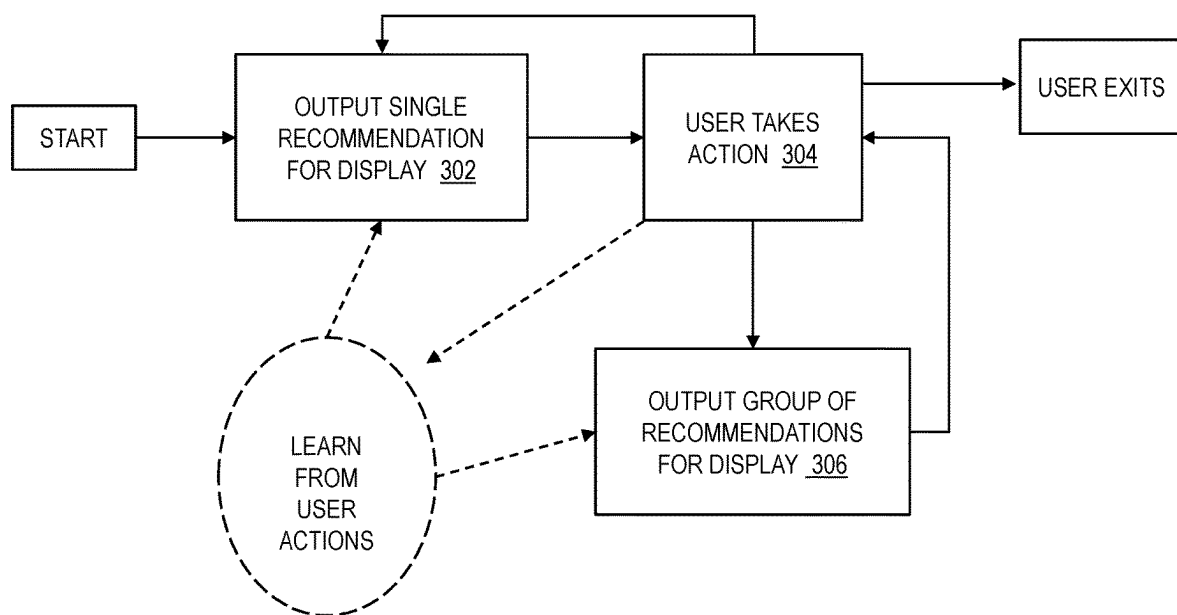 START
OUTPUT SINGLE
RECOMMENDATION
FOR DISPLAY 302
USER TAKES
ACTION 304
USER EXITS
OUTPUT GROUP OF
RECOMMENDATIONS
FOR DISPLAY 306
LEARN
FROM
USER
ACTIONS